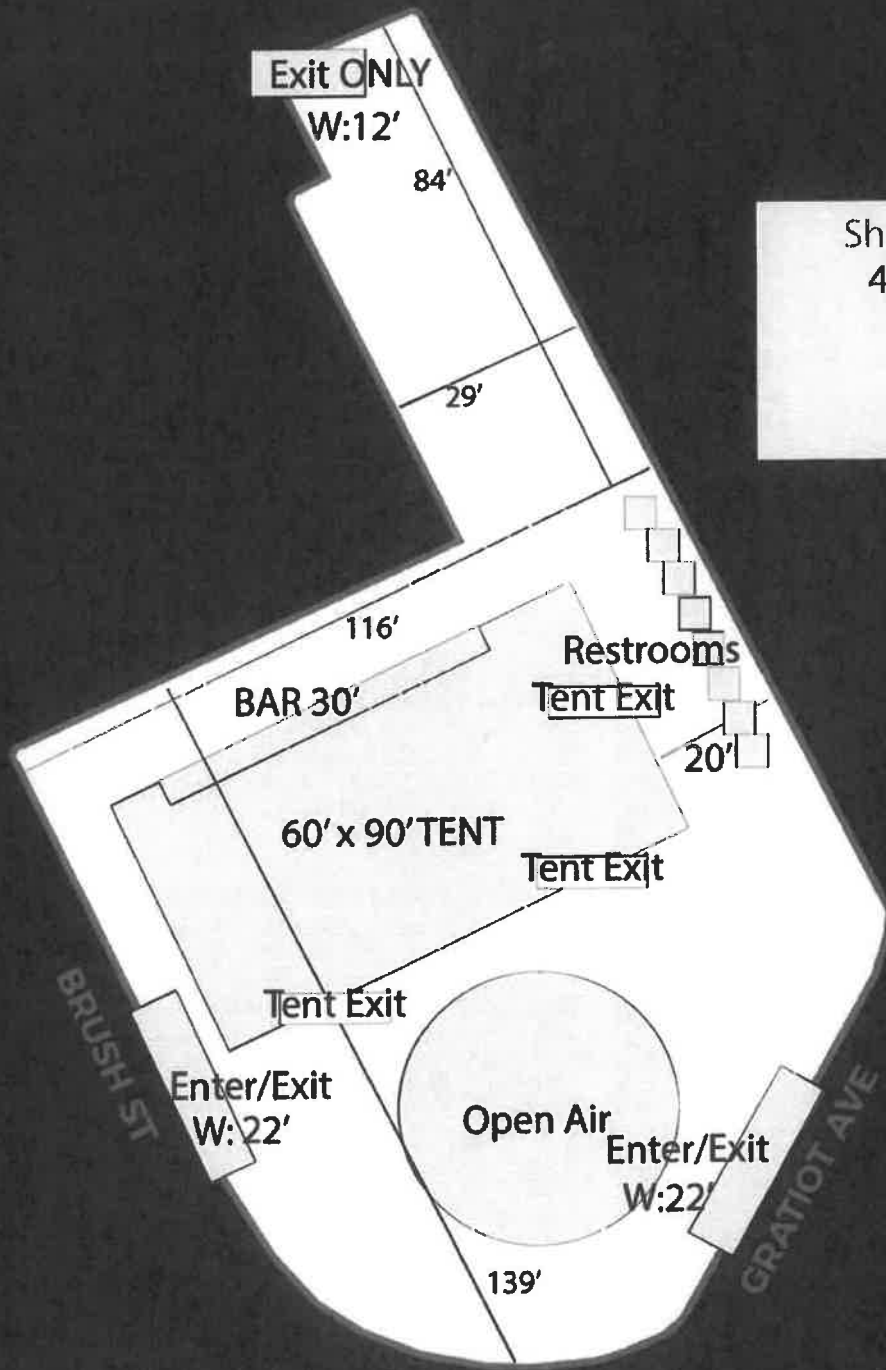 Exit ONLY
W:12'
84'
29'
116'
BAR 30'
Restrooms
Tent Exit
20'
60' x 90' TENT
Tent Exit
Tent Exit
BRUSH ST
Enter/Exit
W: 22'
Open Air
Enter/Exit
W:22'
GRATIOT AVE
139'